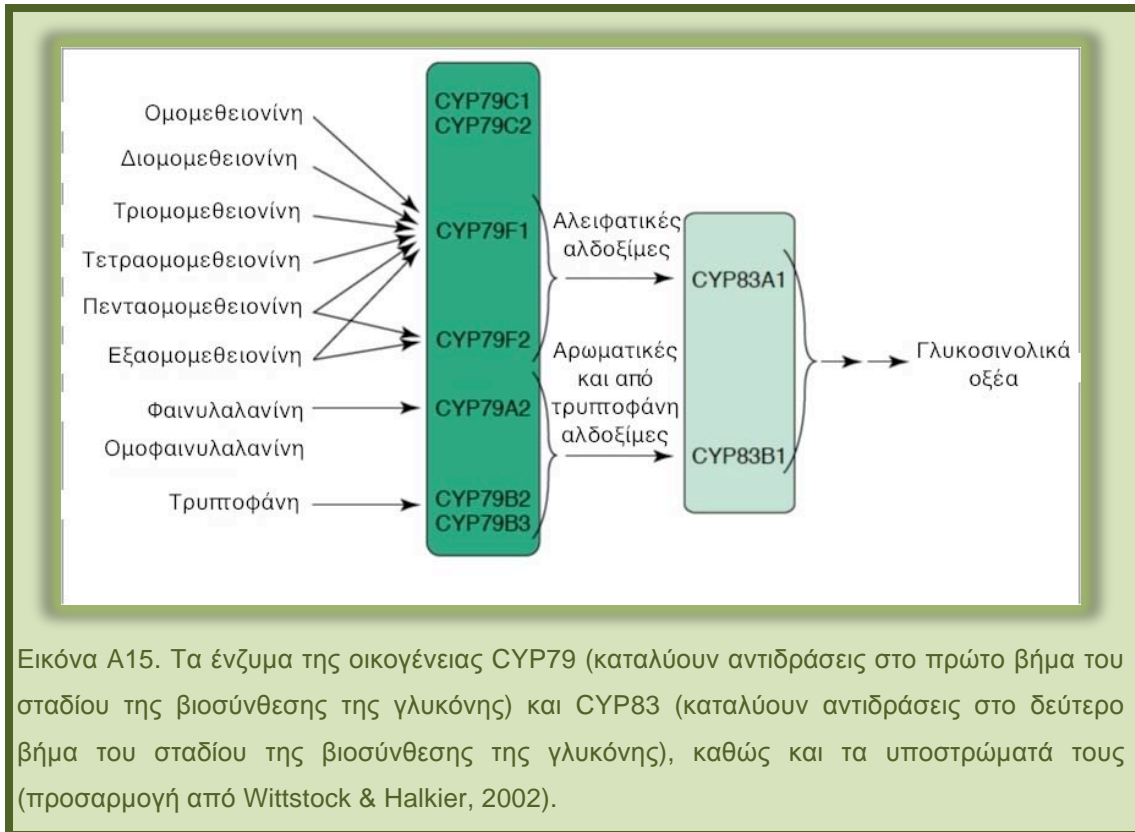 Ομομεθειονίνη
Διομομεθειονίνη
Τριομομεθειονίνη
Τετραομομεθειονίνη
Πενταομομεθειονίνη
Εξαομομεθειονίνη
Φαινυλαλανίνη
Ομοφαινυλαλανίνη
Τρυπτοφάνη
CYP79C1
CYP79C2
CYP79F1
CYP79F2
CYP79A2
CYP79B2
CYP79B3
Αλειφατικές
αλδοξίμες
Αρωματικές
και από
τρυπτοφάνη
αλδοξίμες
CYP83A1
CYP83B1
Γλυκοσινολικά
οξέα
Εικόνα Α15. Τα ένζυμα της οικογένειας CYP79 (καταλύουν αντιδράσεις στο πρώτο βήμα του
σταδίου της βιοσύνθεσης της γλυκόνης) και CYP83 (καταλύουν αντιδράσεις στο δεύτερο
βήμα του σταδίου της βιοσύνθεσης της γλυκόνης), καθώς και τα υποστρώματά τους
(προσαρμογή από Wittstock & Halkier, 2002).